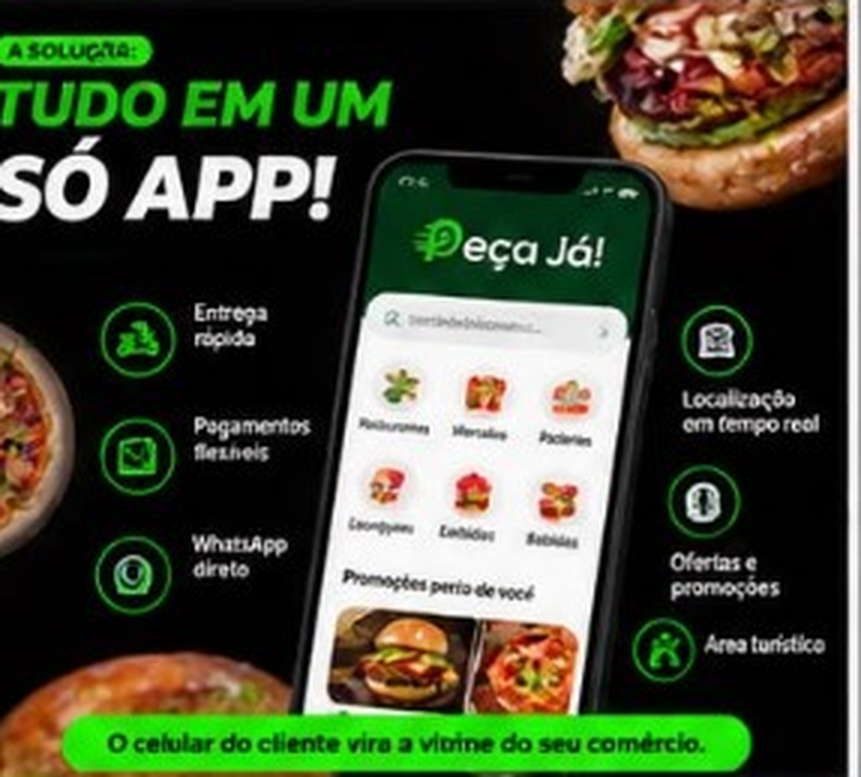 A SOLUÇÃO:
TUDO EM UM
SÓ APP!
Peça Já!
Entrega
rápida
Pagamentos
flexíveis
WhatsApp
direto
Restaurantes Mercados Padarias
Bebidas
Promoções perto de você
Localização
em tempo real
Ofertas e
promoções
Área turístico
O celular do cliente vira a vitrine do seu comércio.